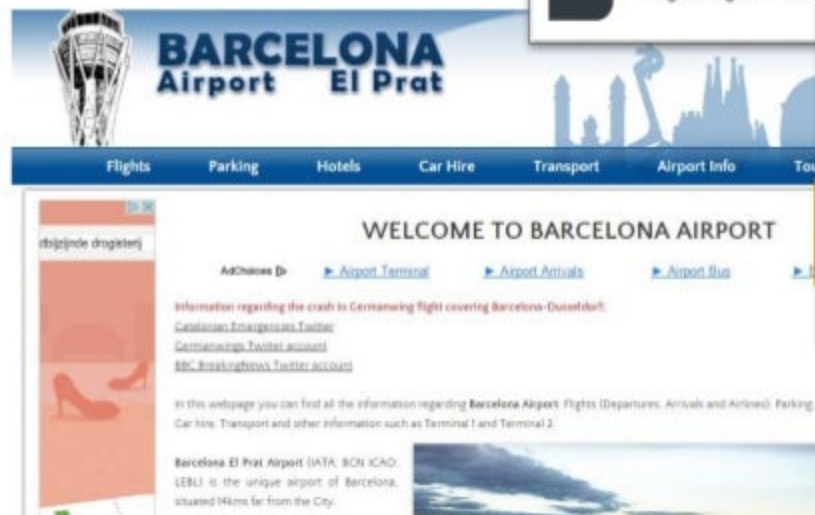 BARCELONA
Airport El Prat
Flights Parking Hotels Car Hire Transport Airport Info
WELCOME TO BARCELONA AIRPORT
drogisterij
AdChoices Airport Terminal Airport Arrivals Airport Bus
Information regarding the crash in Germanwing flight covering Barcelona-Dusseldorf:
Catalonian Emergencies Twitter
Germanwings Twitter account
BBC BreakingNews Twitter account
In this webpage you can find all the information regarding Barcelona Airport: Flights (Departures, Arrivals and Airlines), Parking,
Car hire, Transport and other information such as Terminal 1 and Terminal 2.
Barcelona El Prat Airport (IATA: BCN ICAO:
LEBL) is the unique airport of Barcelona,
situated 14kms far from the City.